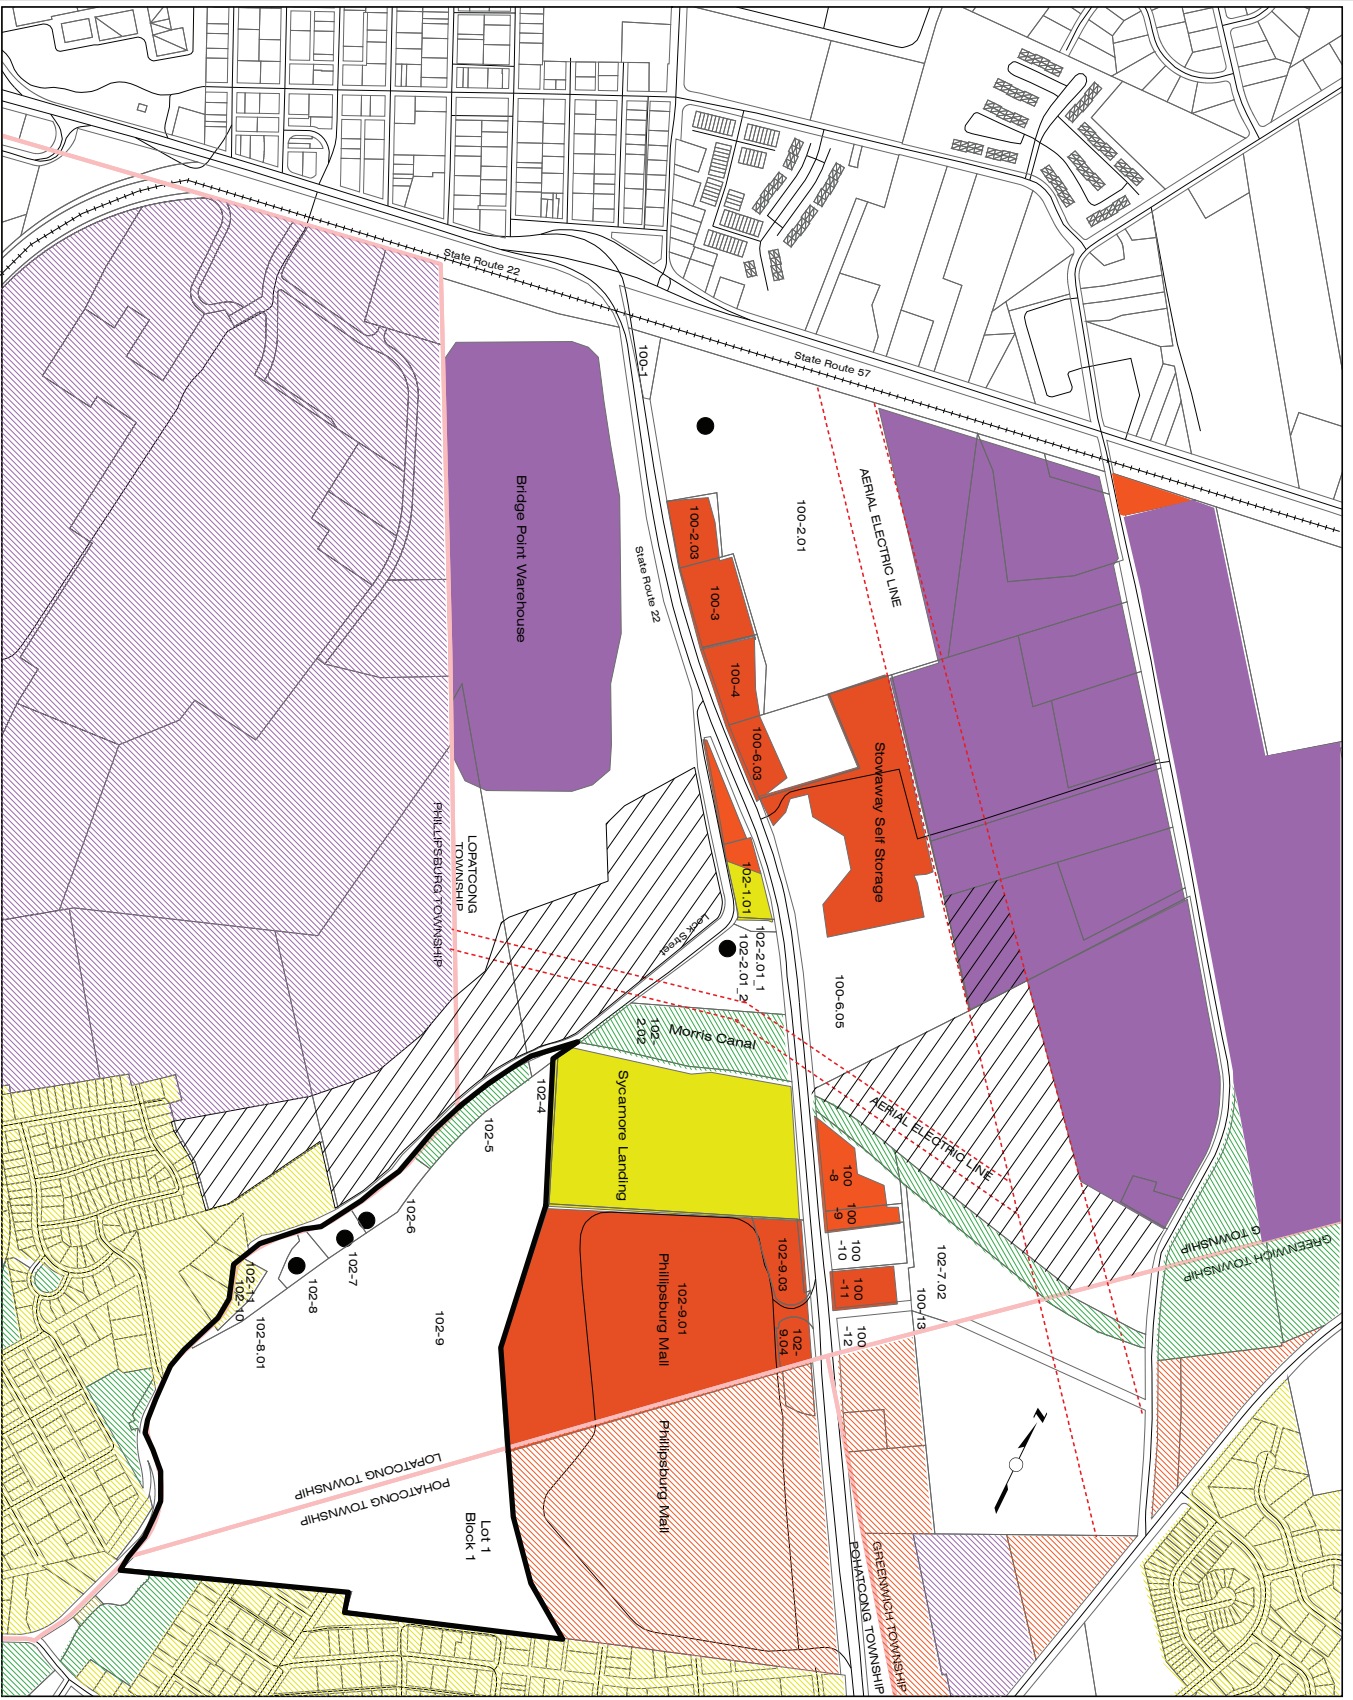 State Route 22
State Route 57
100-1
AERIAL ELECTRIC LINE
100-2.01
Bridge Point Warehouse
100-2.03
State Route 22
100-3
100-4
100-6.03
Stowaway Self Storage
PHILLIPSBURG TOWNSHIP
LOPATCONG
TOWNSHIP
102-1.01
Lock Street
102-2.01_1
102-2.01_2
100-6.05
102-
2.02
Morris Canal
102-4
Sycamore Landing
AERIAL ELECTRIC LINE
102-5
100
-8
100
-9
102-6
100
-10
102-7.02
G TOWNSHIP
GREENWICH TOWNSHIP
102-7
102-9.03
100
-11
102-11
102-10
102-8
102-8.01
102-9
102-9.01
Phillipsburg Mall
102-
9.04
100
-12
100-13
Phillipsburg Mall
LOPATCONG TOWNSHIP
POHATCONG TOWNSHIP
Lot 1
Block 1
N
GREENWICH TOWNSHIP
POHATCONG TOWNSHIP